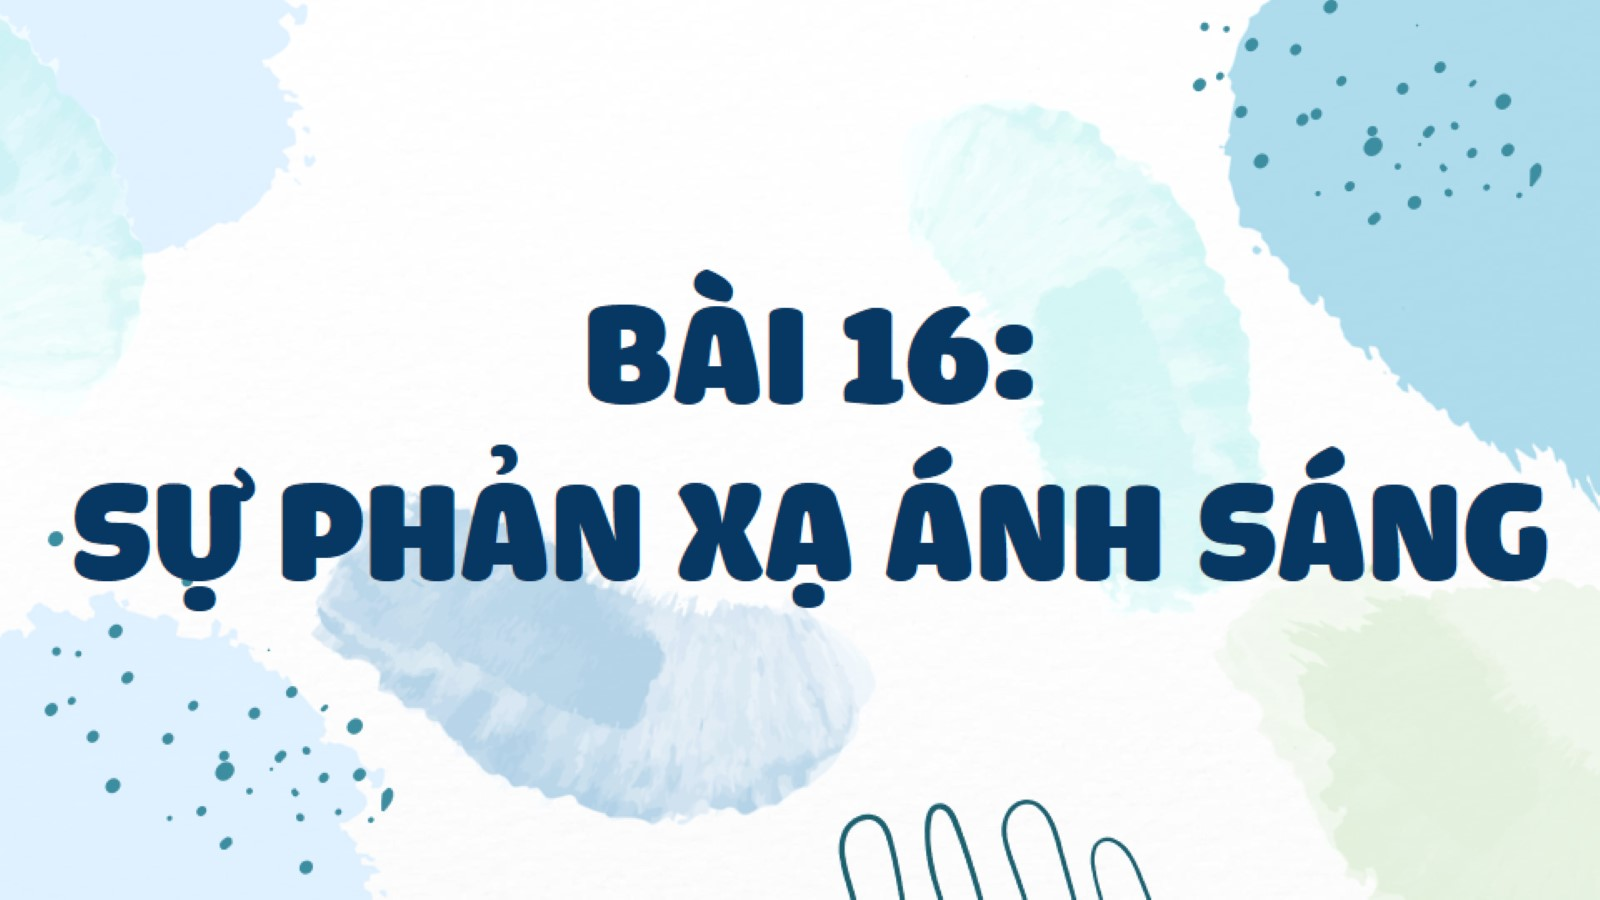 BÀI 16:
SỰ PHẢN XẠ ÁNH SÁNG